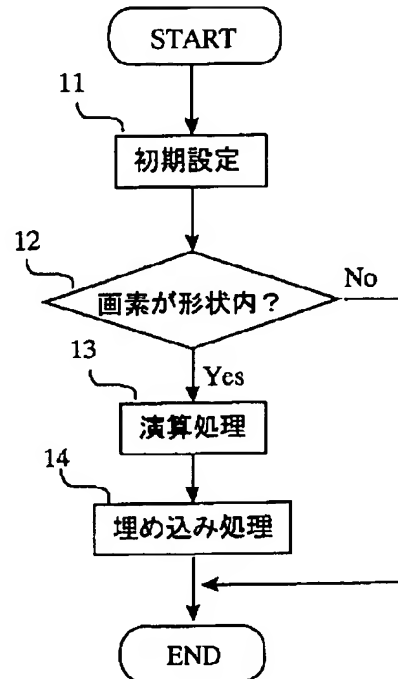 START
11
初期設定
12
画素が形状内？
No
Yes
13
演算処理
14
埋め込み処理
END